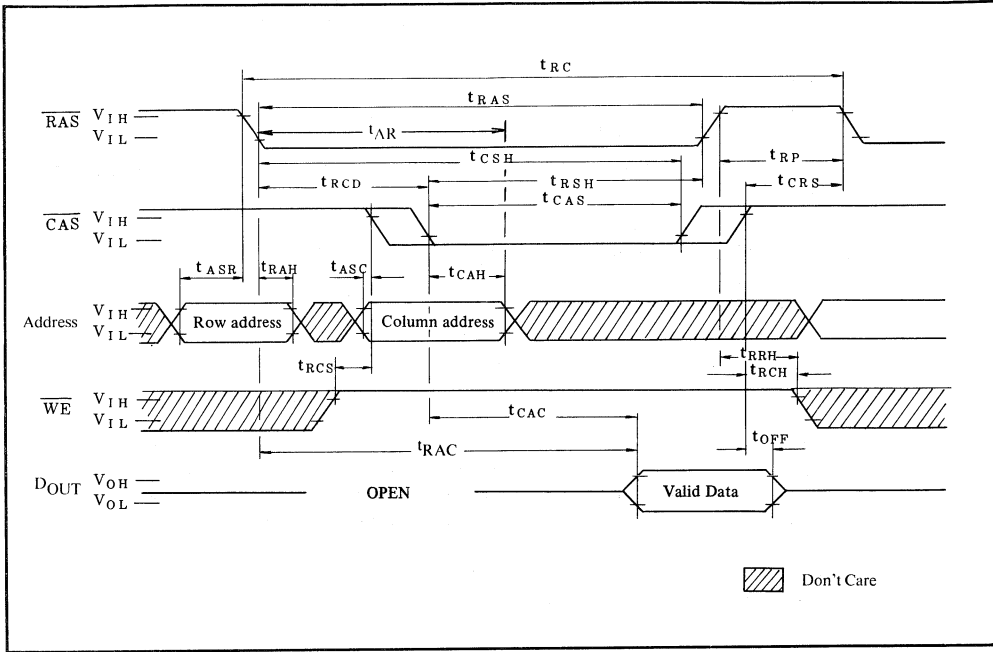 tRC
tRAS
RAS VIH
VIL
tAR
tCSH
tRP
tRCD
tRSH
tCRS
tCAS
CAS VIH
VIL
tASR tRAH tASC tCAH
Address VIH
VIL
Row address Column address
tRCS
tRRH
tRCH
WE VIH
VIL
tCAC
tRAC
tOFF
DOUT VOH
VOL
OPEN Valid Data
Don't Care